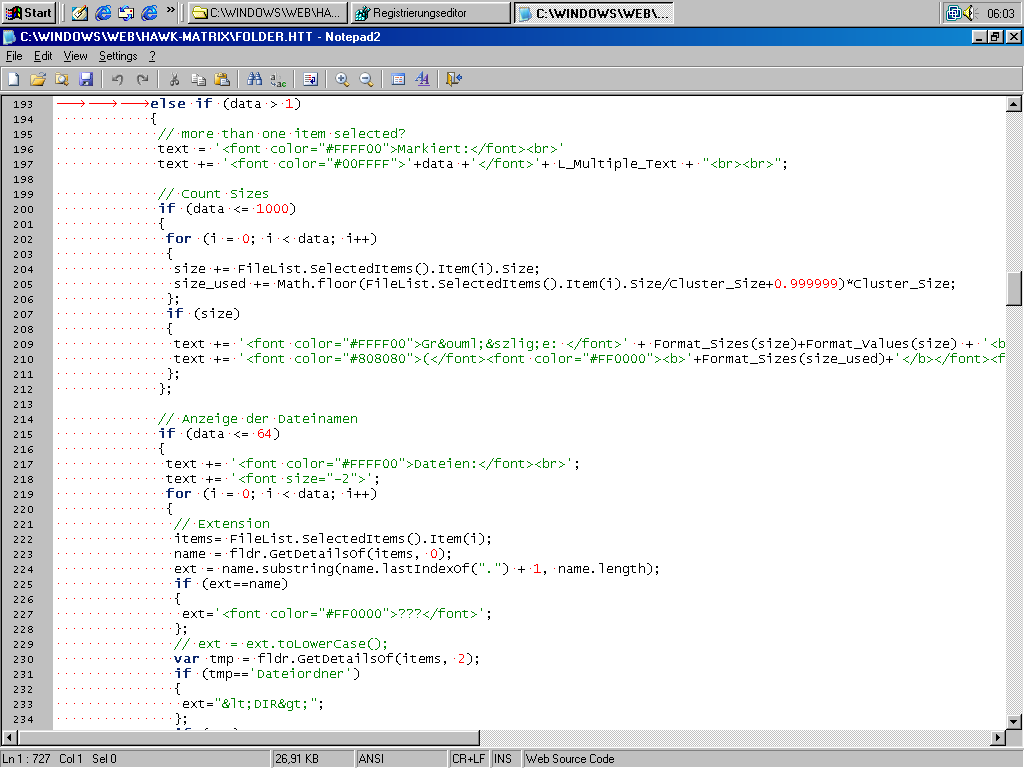 Start
»
C:\WINDOWS\WEB\HA...
Registrierungseditor
C:\WINDOWS\WEB\...
06:03
C:\WINDOWS\WEB\HAWK-MATRIX\FOLDER.HTT - Notepad2
File Edit View Settings ?
193 else if (data > 1)
194 {
195 // more than one item selected?
196 text = '<font color="#FFFF00">Markiert:</font><br>'
197 text += '<font color="#00FFFF">'+data +'</font>'+ L_Multiple_Text + "<br><br>";
198
199 // Count Sizes
200 if (data <= 1000)
201 {
202 for (i = 0; i < data; i++)
203 {
204 size += FileList.SelectedItems().Item(i).Size;
205 size_used += Math.floor(FileList.SelectedItems().Item(i).Size/Cluster_Size+0.999999)*Cluster_Size;
206 };
207 if (size)
208 {
209 text += '<font color="#FFFF00">Gr&ouml;&szlig;e: </font>' + Format_Sizes(size)+Format_Values(size) + '<b
210 text += '<font color="#808080">(</font><font color="#FF0000"><b>'+Format_Sizes(size_used)+'</b></font><f
211 };
212 };
213
214 // Anzeige der Dateinamen
215 if (data <= 64)
216 {
217 text += '<font color="#FFFF00">Dateien:</font><br>';
218 text += '<font size="-2">';
219 for (i = 0; i < data; i++)
220 {
221 // Extension
222 items= FileList.SelectedItems().Item(i);
223 name = fldr.GetDetailsOf(items, 0);
224 ext = name.substring(name.lastIndexOf(".") + 1, name.length);
225 if (ext==name)
226 {
227 ext='<font color="#FF0000">???</font>';
228 };
229 // ext = ext.toLowerCase();
230 var tmp = fldr.GetDetailsOf(items, 2);
231 if (tmp=='Dateiordner')
232 {
233 ext="&lt;DIR&gt;";
234 };
Ln 1 : 727 Col 1 Sel 0 26,91 KB ANSI CR+LF INS Web Source Code